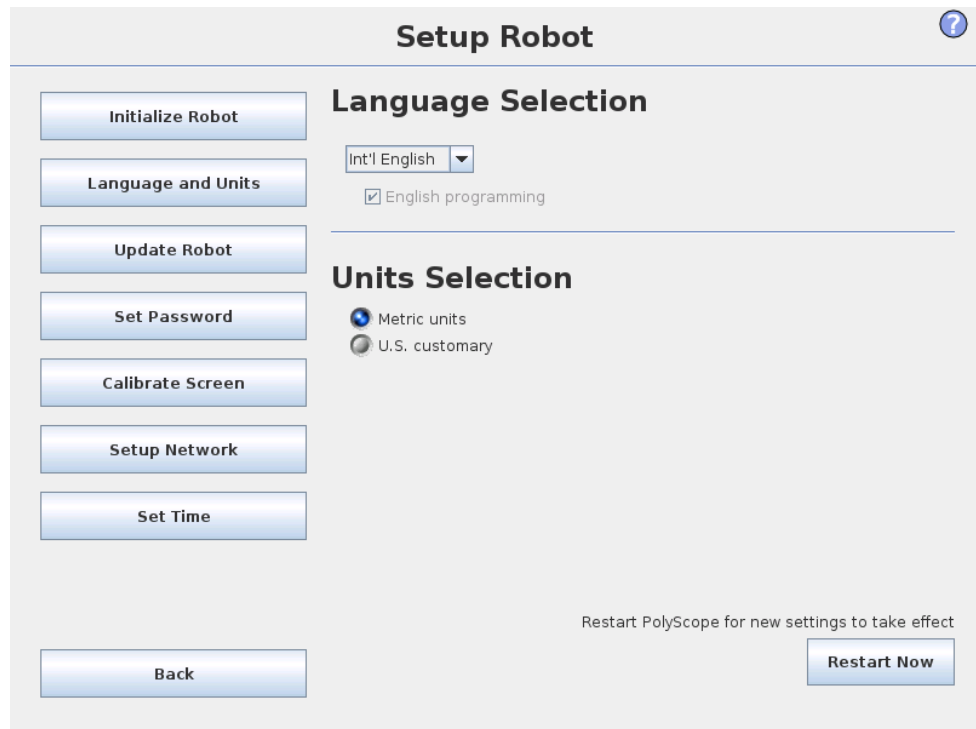 Setup Robot
?
Initialize Robot
Language and Units
Update Robot
Set Password
Calibrate Screen
Setup Network
Set Time
Back
Language Selection
Int'l English
English programming
Units Selection
Metric units
U.S. customary
Restart PolyScope for new settings to take effect
Restart Now